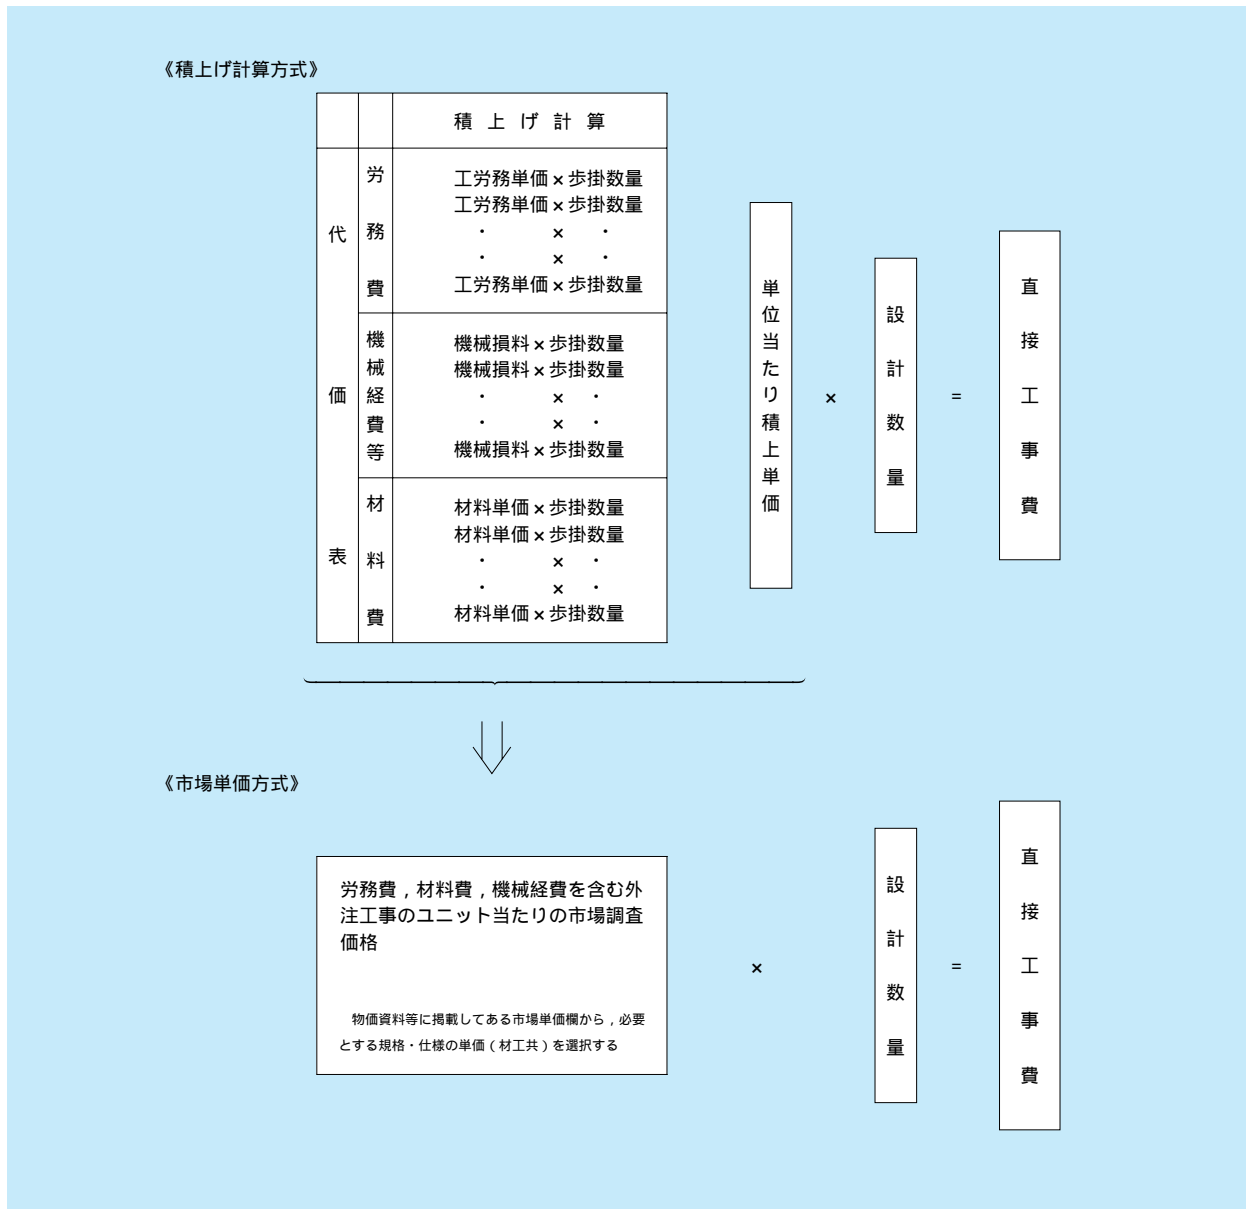 《積上げ計算方式》
積上げ計算
代価表
労務費
工労務単価×歩掛数量
工労務単価×歩掛数量
・ × ・
・ × ・
工労務単価×歩掛数量
機械経費等
機械損料×歩掛数量
機械損料×歩掛数量
・ × ・
・ × ・
機械損料×歩掛数量
材料費
材料単価×歩掛数量
材料単価×歩掛数量
・ × ・
・ × ・
材料単価×歩掛数量
単位当たり積上単価
×
設計数量
=
直接工事費
《市場単価方式》
労務費，材料費，機械経費を含む外
注工事のユニット当たりの市場調査
価格
物価資料等に掲載してある市場単価欄から，必要
とする規格・仕様の単価（材工共）を選択する
×
設計数量
=
直接工事費